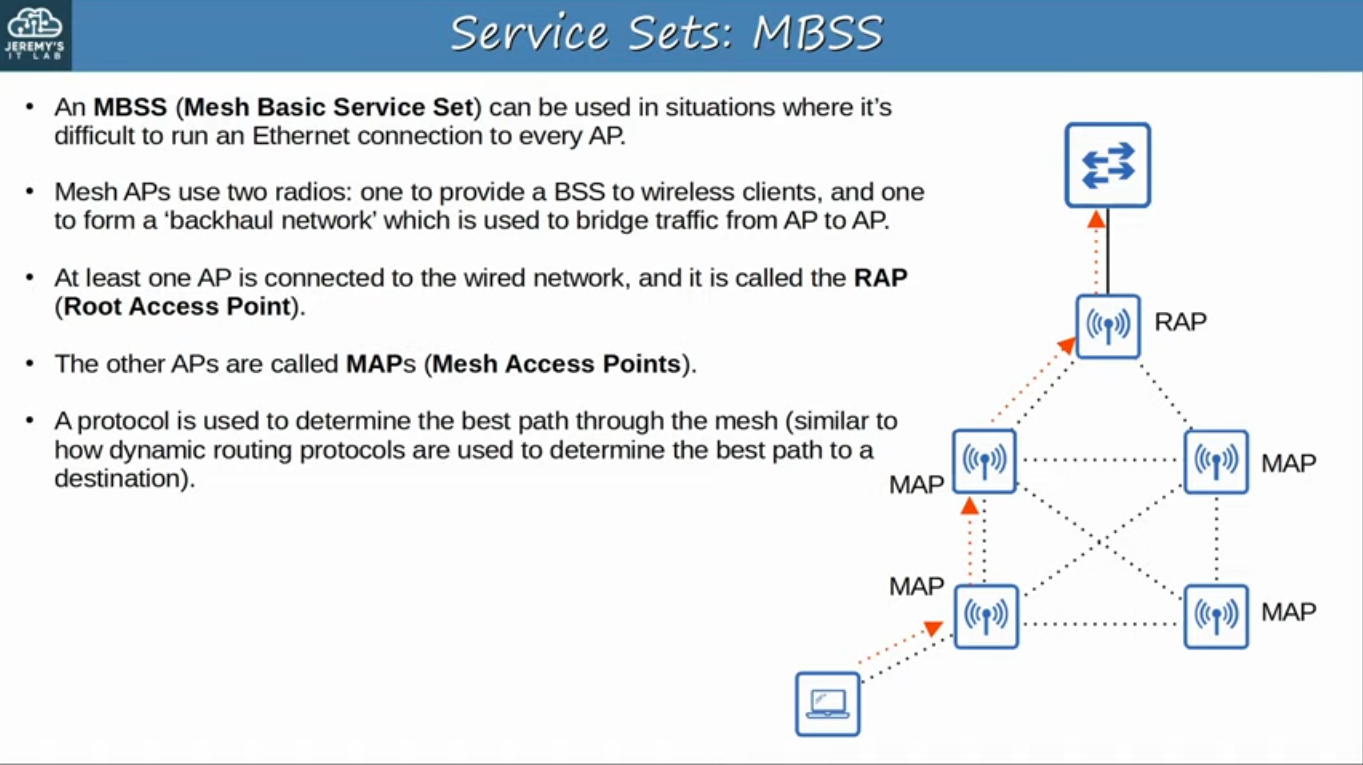 JEREMY'S
IT LAB
Service Sets: MBSS
• An MBSS (Mesh Basic Service Set) can be used in situations where it’s
difficult to run an Ethernet connection to every AP.
• Mesh APs use two radios: one to provide a BSS to wireless clients, and one
to form a ‘backhaul network’ which is used to bridge traffic from AP to AP.
• At least one AP is connected to the wired network, and it is called the RAP
(Root Access Point).
• The other APs are called MAPs (Mesh Access Points).
• A protocol is used to determine the best path through the mesh (similar to
how dynamic routing protocols are used to determine the best path to a
destination).
RAP
MAP
MAP
MAP
MAP